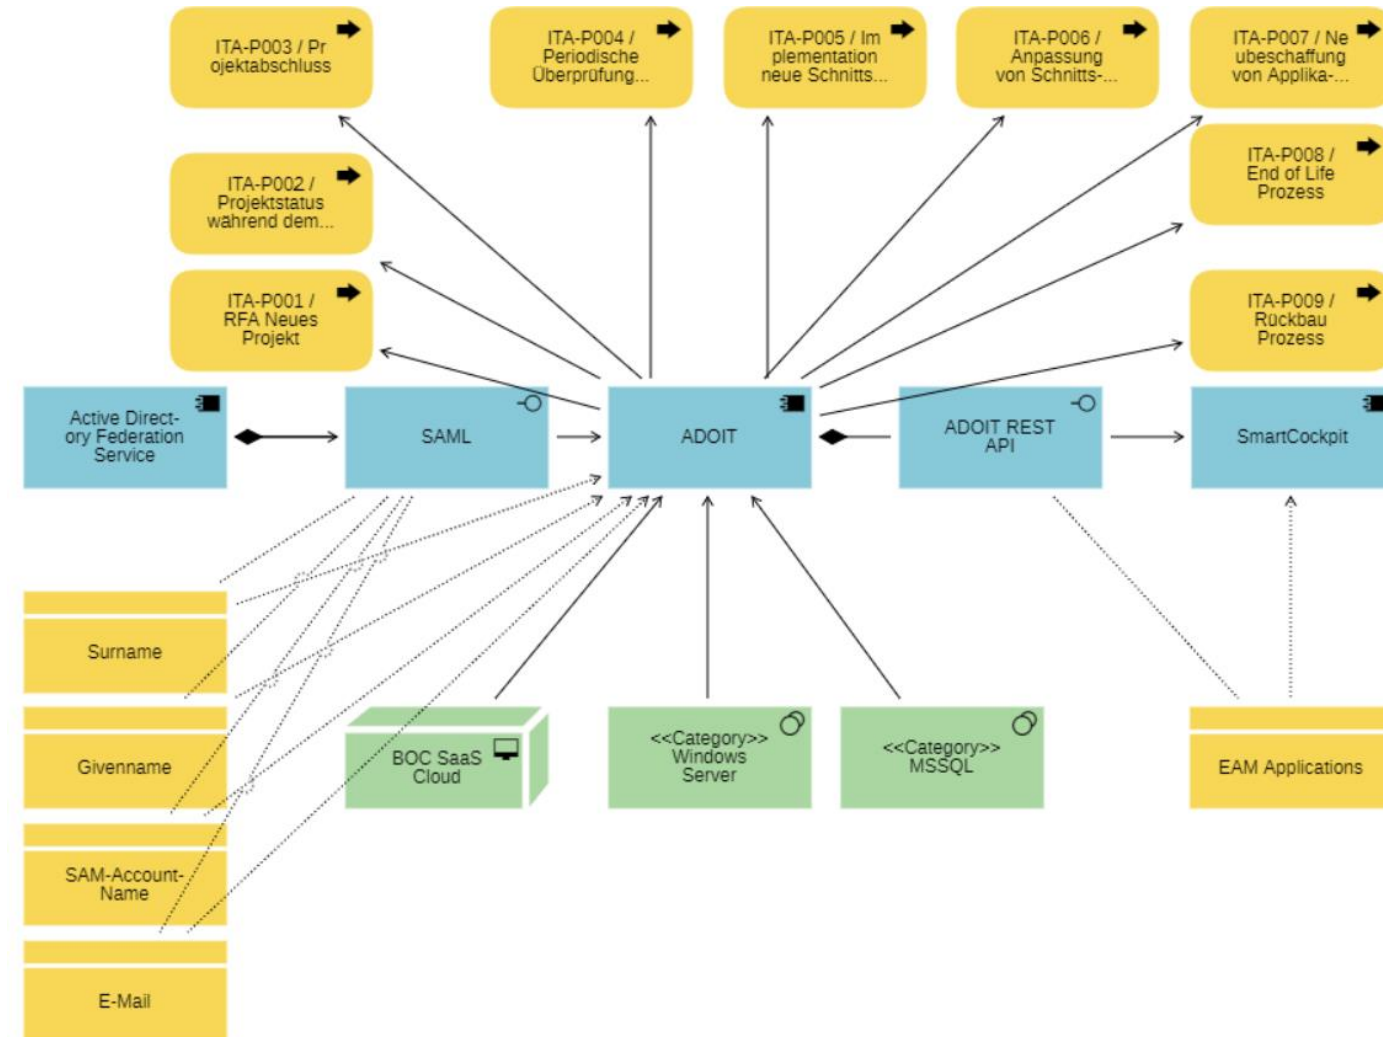 ITA-P003 / Pr
ojektabschluss
ITA-P004 /
Periodische
Überprüfung...
ITA-P005 / Im
plementation
neue Schnitts...
ITA-P006 /
Anpassung
von Schnitts-...
ITA-P007 / Ne
ubeschaffung
von Applika-...
ITA-P002 /
Projektstatus
während dem...
ITA-P008 /
End of Life
Prozess
ITA-P001 /
RFA Neues
Projekt
ITA-P009 /
Rückbau
Prozess
Active Direct-
ory Federation
Service
SAML
ADOIT
ADOIT REST
API
SmartCockpit
Surname
Givenname
SAM-Account-
Name
E-Mail
BOC SaaS
Cloud
<<Category>>
Windows
Server
<<Category>>
MSSQL
EAM Applications